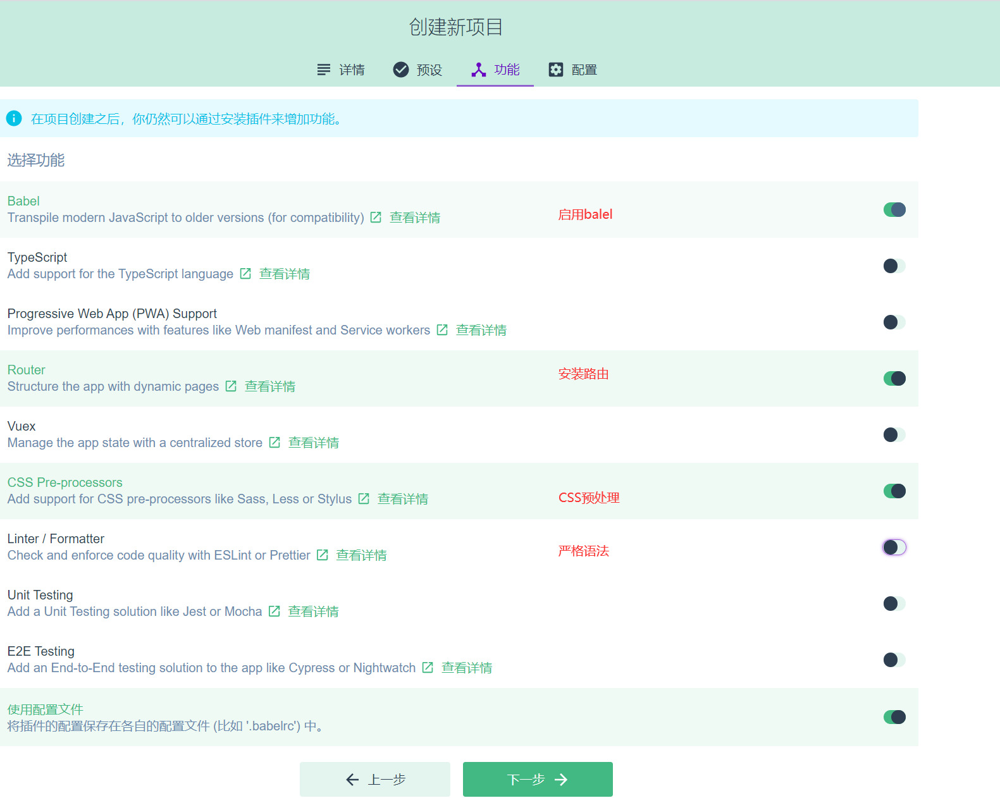 创建新项目
详情 预设 功能 配置
在项目创建之后，你仍然可以通过安装插件来增加功能。
选择功能
Babel
Transpile modern JavaScript to older versions (for compatibility) 查看详情
启用balel
TypeScript
Add support for the TypeScript language 查看详情
Progressive Web App (PWA) Support
Improve performances with features like Web manifest and Service workers 查看详情
Router
Structure the app with dynamic pages 查看详情
安装路由
Vuex
Manage the app state with a centralized store 查看详情
CSS Pre-processors
Add support for CSS pre-processors like Sass, Less or Stylus 查看详情
CSS预处理
Linter / Formatter
Check and enforce code quality with ESLint or Prettier 查看详情
严格语法
Unit Testing
Add a Unit Testing solution like Jest or Mocha 查看详情
E2E Testing
Add an End-to-End testing solution to the app like Cypress or Nightwatch 查看详情
使用配置文件
将插件的配置保存在各自的配置文件 (比如 '.babelrc') 中。
上一步 下一步